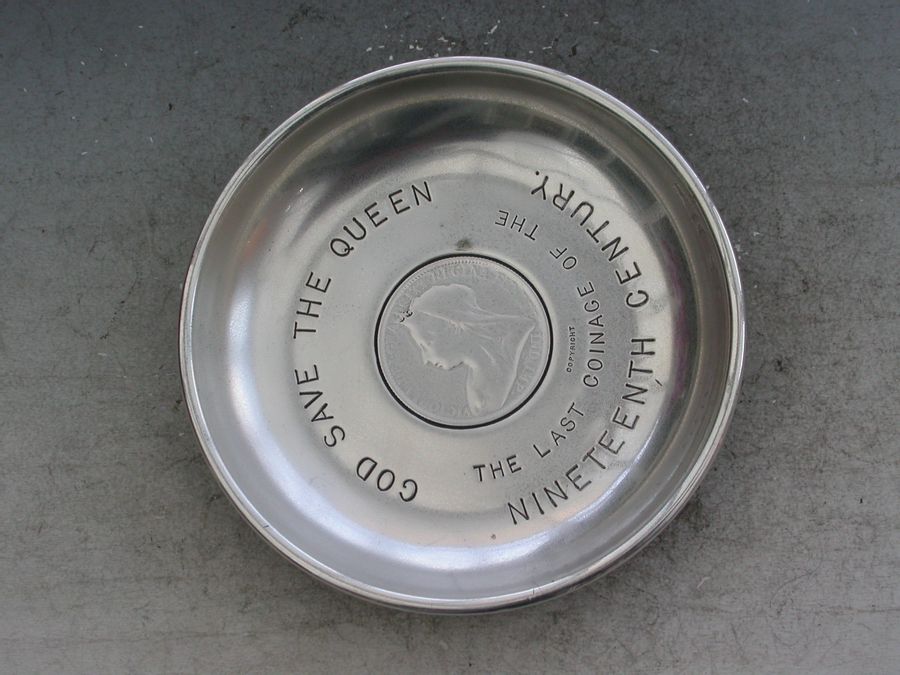 GOD SAVE THE QUEEN
THE LAST COINAGE OF THE
NINETEENTH CENTURY.
COPYRIGHT